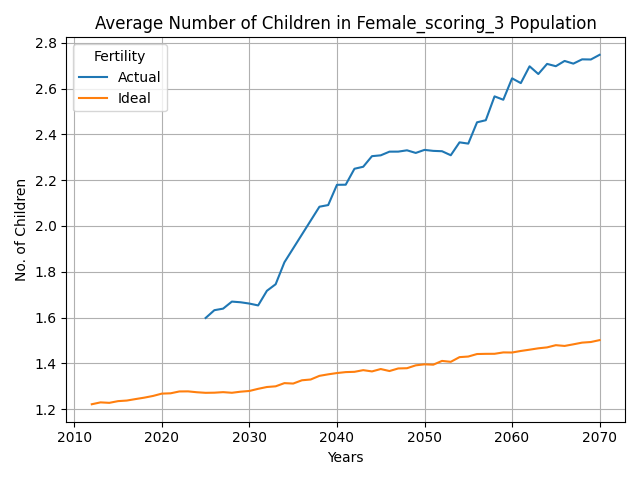 Average Number of Children in Female_scoring_3 Population
Fertility
Actual
Ideal
No. of Children
2.8
2.6
2.4
2.2
2.0
1.8
1.6
1.4
1.2
2010 2020 2030 2040 2050 2060 2070
Years